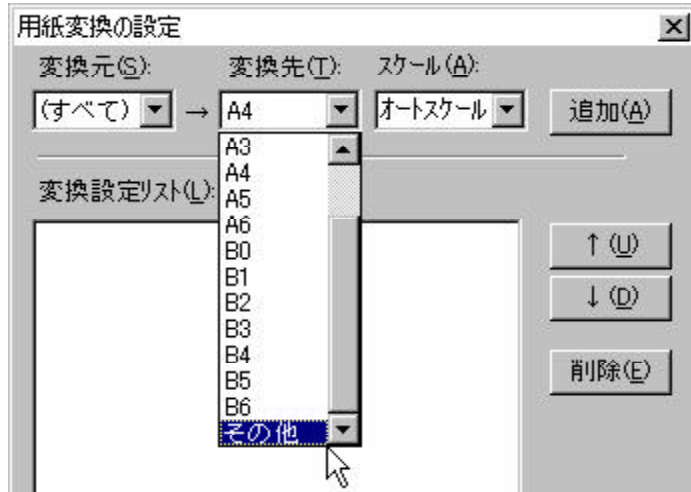 用紙変換の設定
変換元(S): 変換先(T): スケール(A):
(すべて) → A4 オートスケール 追加(A)
変換設定リスト(L):
A3
A4
A5
A6
B0
B1
B2
B3
B4
B5
B6
その他
↑(U)
↓(D)
削除(E)